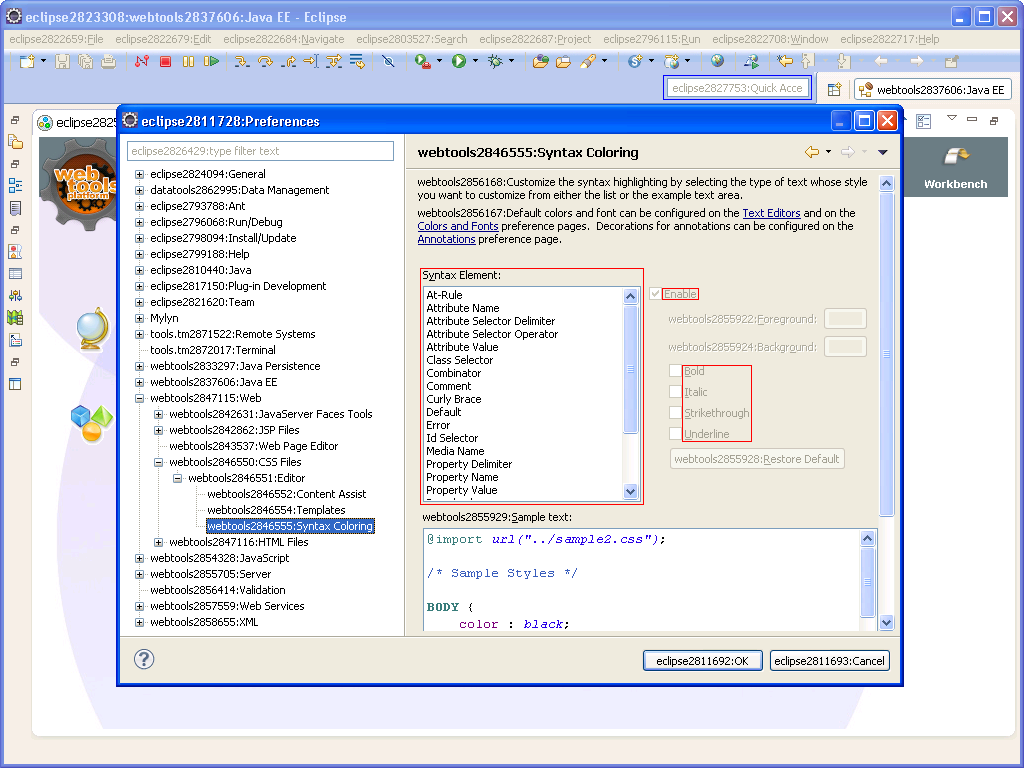 eclipse2823308:webtools2837606:Java EE - Eclipse
eclipse2822659:File eclipse2822679:Edit eclipse2822684:Navigate eclipse2803527:Search eclipse2822687:Project eclipse2796115:Run eclipse2822708:Window eclipse2822717:Help
eclipse2827753:Quick Acce
webtools2837606:Java EE
web
tools
platform
Workbench
eclipse2811728:Preferences
eclipse2826429:type filter text
eclipse2824094:General
datatools2862995:Data Management
eclipse2793788:Ant
eclipse2796068:Run/Debug
eclipse2798094:Install/Update
eclipse2799188:Help
eclipse2810440:Java
eclipse2817150:Plug-in Development
eclipse2821620:Team
Mylyn
tools.tm2871522:Remote Systems
tools.tm2872017:Terminal
webtools2833297:Java Persistence
webtools2837606:Java EE
webtools2847115:Web
webtools2842631:JavaServer Faces Tools
webtools2842862:JSP Files
webtools2843537:Web Page Editor
webtools2846550:CSS Files
webtools2846551:Editor
webtools2846552:Content Assist
webtools2846554:Templates
webtools2846555:Syntax Coloring
webtools2847116:HTML Files
webtools2854328:JavaScript
webtools2855705:Server
webtools2856414:Validation
webtools2857559:Web Services
webtools2858655:XML
webtools2846555:Syntax Coloring
webtools2856168:Customize the syntax highlighting by selecting the type of text whose style
you want to customize from either the list or the example text area.
webtools2856167:Default colors and font can be configured on the Text Editors and on the
Colors and Fonts preference pages.  Decorations for annotations can be configured on the
Annotations preference page.
Syntax Element:
At-Rule
Attribute Name
Attribute Selector Delimiter
Attribute Selector Operator
Attribute Value
Class Selector
Combinator
Comment
Curly Brace
Default
Error
Id Selector
Media Name
Property Delimiter
Property Name
Property Value
Enable
webtools2855922:Foreground:
webtools2855924:Background:
Bold
Italic
Strikethrough
Underline
webtools2855928:Restore Default
webtools2855929:Sample text:
@import url("../sample2.css");
/* Sample Styles */
BODY {
color : black;
eclipse2811692:OK
eclipse2811693:Cancel